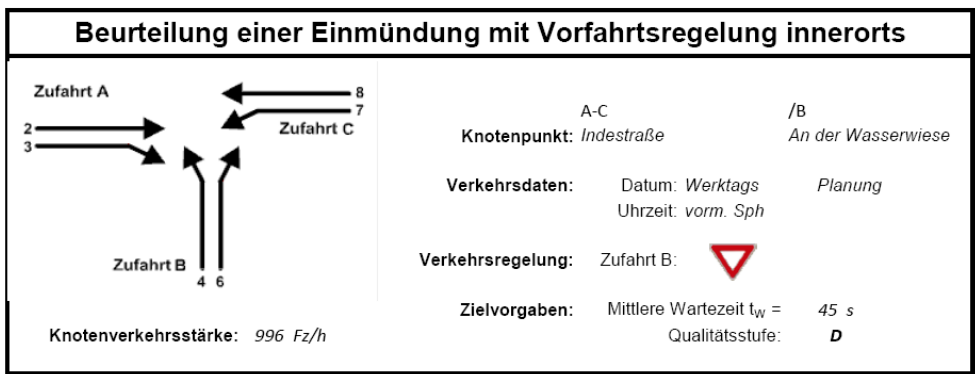 Beurteilung einer Einmündung mit Vorfahrtsregelung innerorts
Zufahrt A
8
7
Zufahrt C
2
3
Zufahrt B
4 6
Knotenverkehrsstärke: 996 Fz/h
A-C /B
Knotenpunkt: Indestraße An der Wasserwiese
Verkehrsdaten: Datum: Werktags Planung
Uhrzeit: vorm. Sph
Verkehrsregelung: Zufahrt B:
Zielvorgaben: Mittlere Wartezeit tw = 45 s
Qualitätsstufe: D